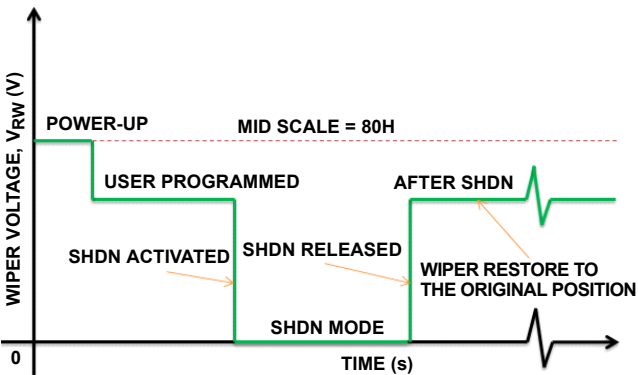 WIPER VOLTAGE, VRW (V)
POWER-UP
MID SCALE = 80H
USER PROGRAMMED
AFTER SHDN
SHDN ACTIVATED
SHDN RELEASED
WIPER RESTORE TO
THE ORIGINAL POSITION
SHDN MODE
0
TIME (s)